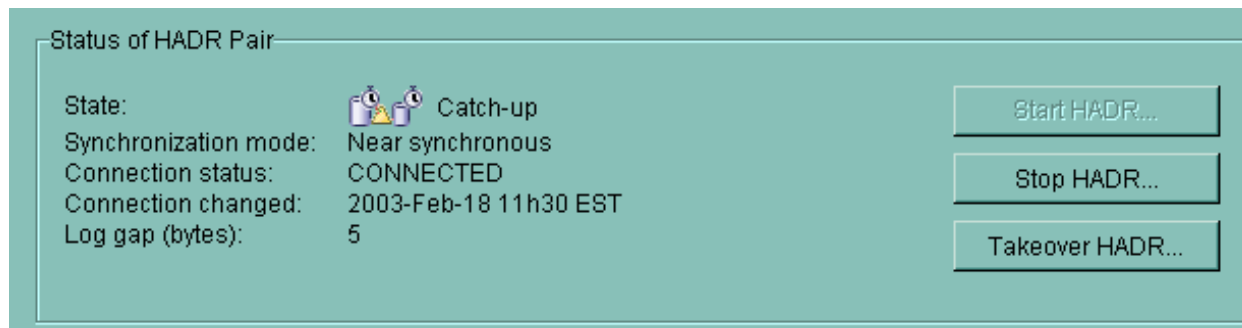 Status of HADR Pair
State: Catch-up
Start HADR...
Synchronization mode: Near synchronous
Connection status: CONNECTED
Stop HADR...
Connection changed: 2003-Feb-18 11h30 EST
Log gap (bytes): 5
Takeover HADR...